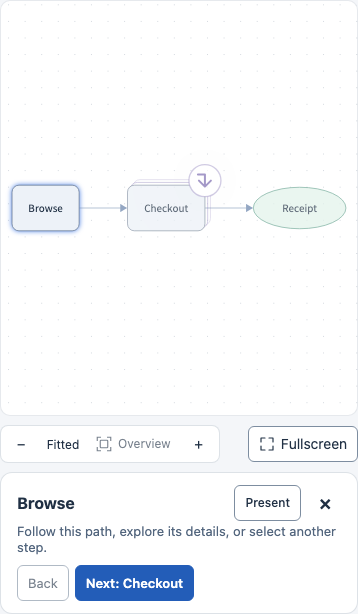 Browse
Checkout
Receipt
− Fitted Overview +
Fullscreen
Browse
Present
Follow this path, explore its details, or select another
step.
Back
Next: Checkout